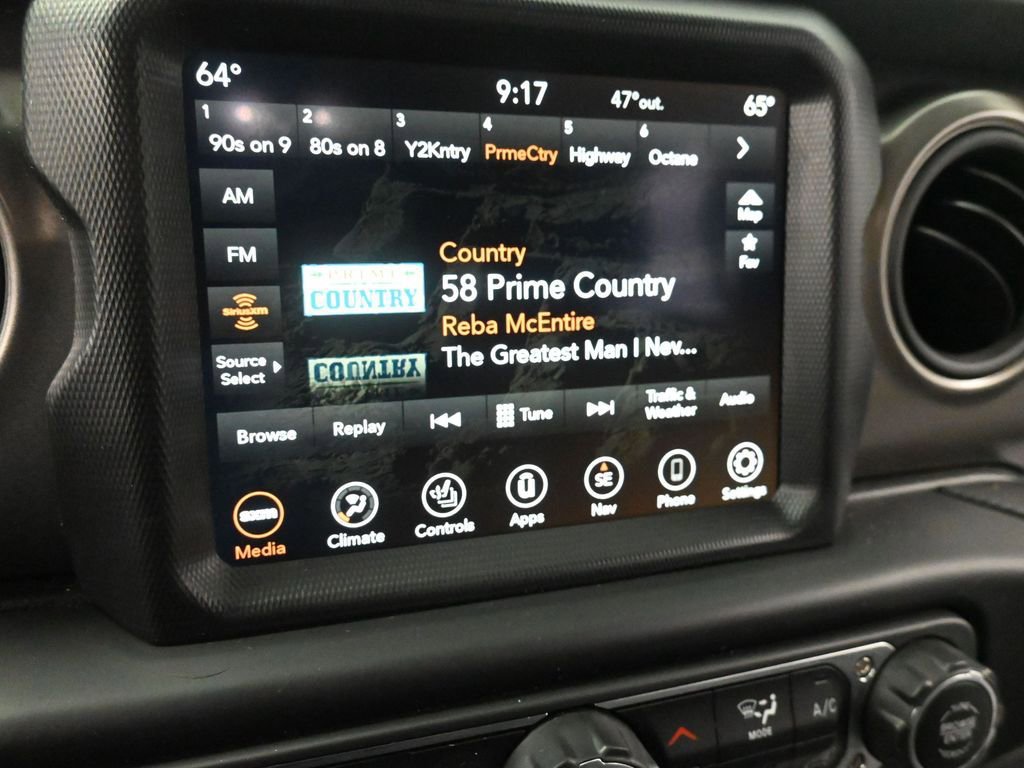 64° 9:17 47°out. 65°
1 2 3 4 5 6
90s on 9 80s on 8 Y2Kntry PrmeCtry Highway Octane
AM
Map
FM
Fav
SiriusXM
Source
Select
PRIME
COUNTRY
COUNTRY
Country
58 Prime Country
Reba McEntire
The Greatest Man I Nev...
Browse Replay Tune Traffic &
Weather Audio
sxm SE
Media Climate Controls Apps Nav Phone Settings
MODE A/C